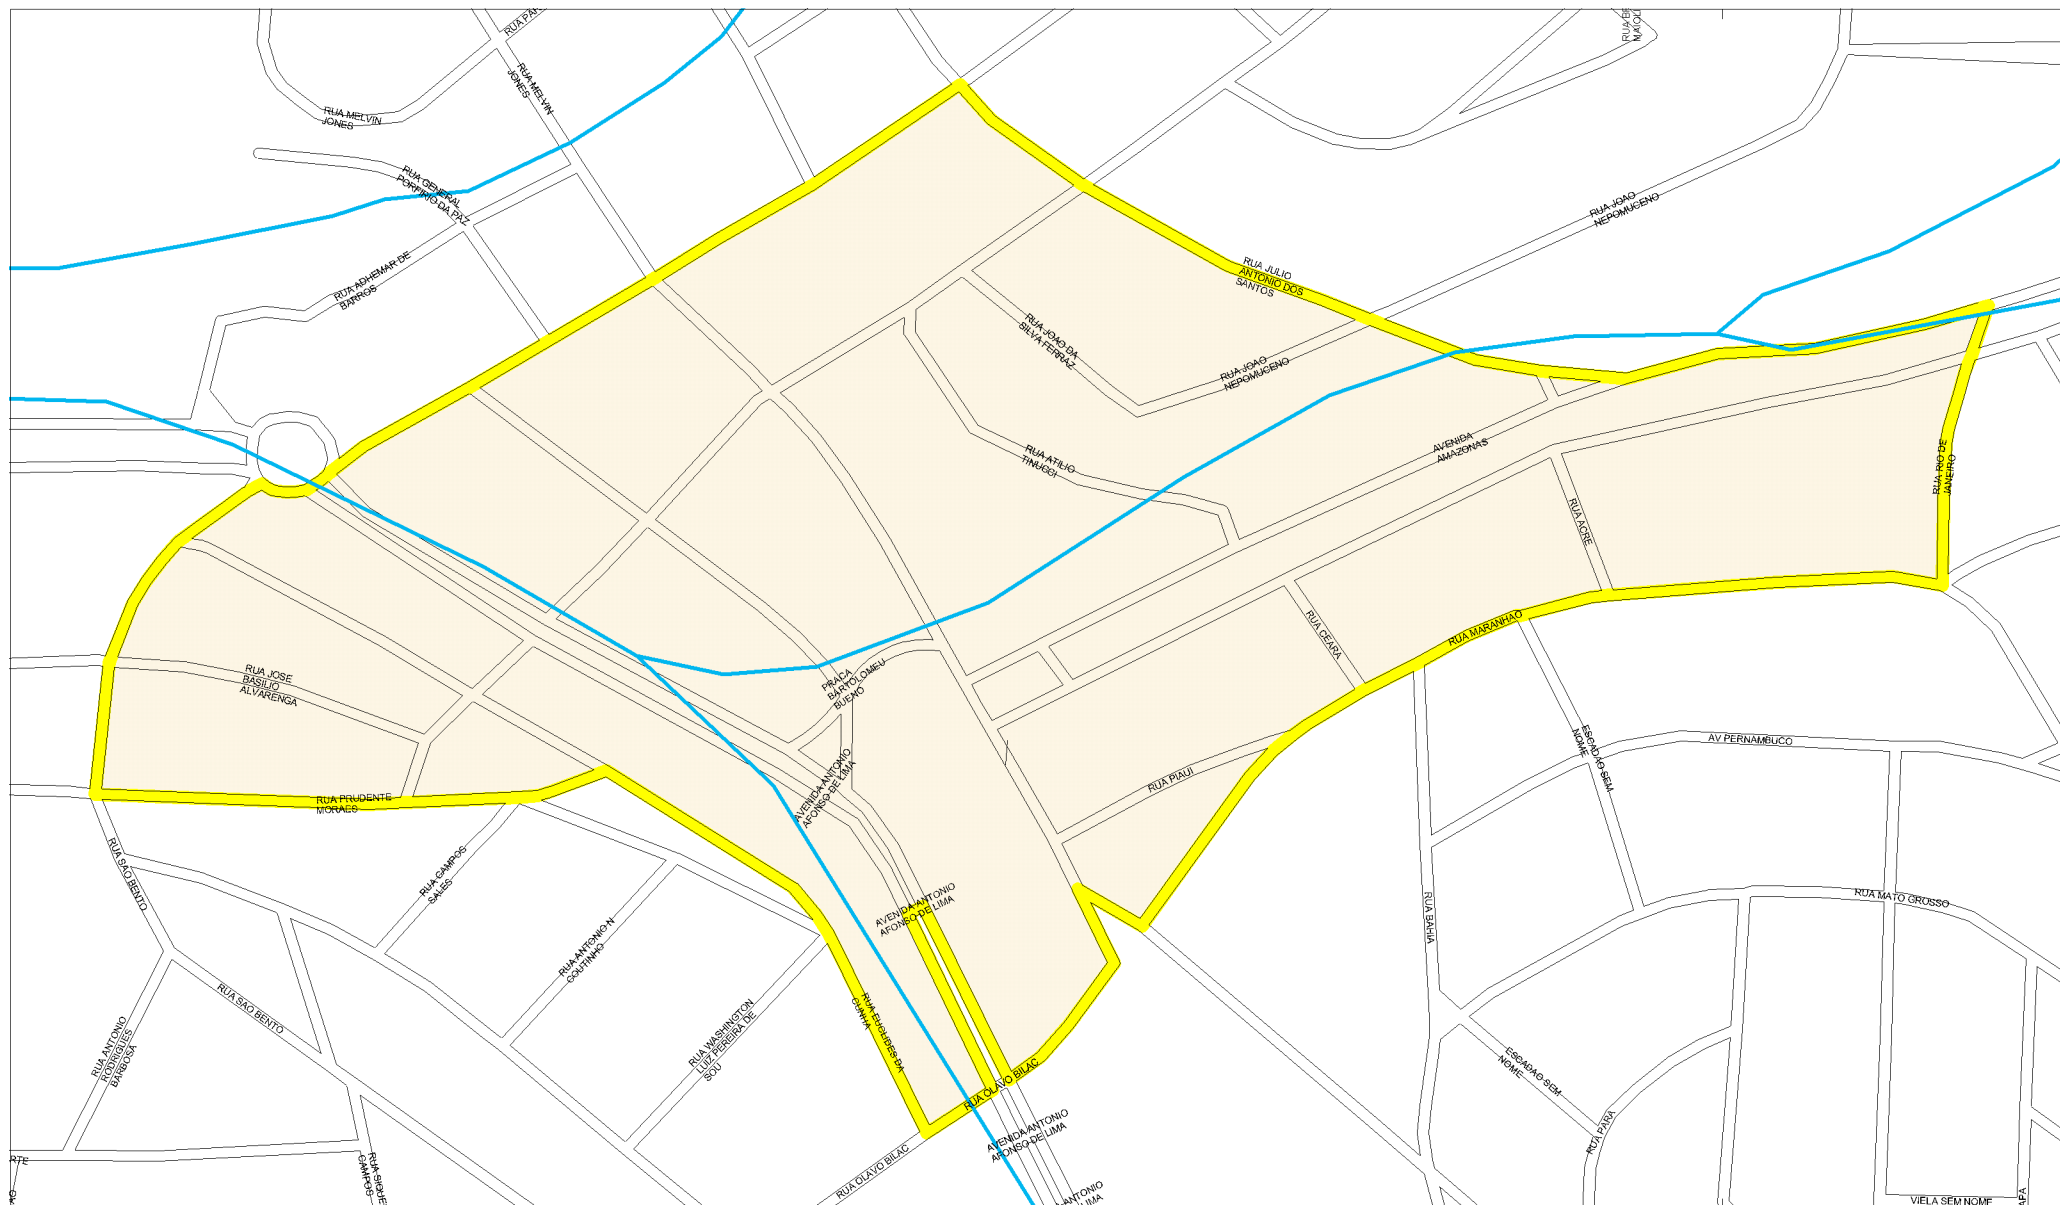 RUA MELVIN
JONES
RUA MELVIN
JONES
RUA GENERAL
PORFIRIO DA PAZ
RUA JOAO
NEPOMUCENO
RUA ADHEMAR DE
BARROS
RUA JULIO
ANTONIO DOS
SANTOS
RUA JOAO DA
SILVA FERRAZ
RUA JOAO
NEPOMUCENO
RUA ATILIO
TINUCCI
AVENIDA
AMAZONAS
RUA RIO DE
JANEIRO
RUA ACRE
RUA CEARA
RUA MARANHAO
RUA JOSE
BASILIO
ALVARENGA
PRACA
BARTOLOMEU
BUENO
ESCADAO SEM
NOME
AV PERNAMBUCO
AVENIDA ANTONIO
AFONSO DE LIMA
RUA PIAUI
RUA PRUDENTE
MORAES
RUA SAO BENTO
RUA CAMPOS
SALES
AVENIDA ANTONIO
AFONSO DE LIMA
RUA BAHIA
RUA MATO GROSSO
RUA ANTONIO N
COUTINHO
RUA SAO BENTO
RUA EUCLIDES DA
CUNHA
RUA WASHINGTON
LUIZ PEREIRA DE
SOU
RUA ANTONIO
RODRIGUES
BARBOSA
RUA OLAVO BILAC
ESCADAO SEM
NOME
AVENIDA ANTONIO
AFONSO DE LIMA
RUA PARA
RUA OLAVO BILAC
RTE
CAMPOS
ANTONIO
LIMA
VIELA SEM NOME